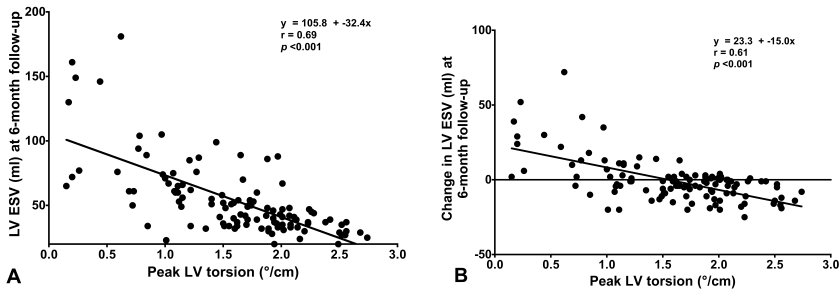 y = 105.8 + -32.4x
r = 0.69
p <0.001
LV ESV (ml) at 6-month follow-up
200
150
100
50
0.0 0.5 1.0 1.5 2.0 2.5 3.0
Peak LV torsion (°/cm)
A
y = 23.3 + -15.0x
r = 0.61
p <0.001
Change in LV ESV (ml) at
6-month follow-up
100
50
0
-50
0.0 0.5 1.0 1.5 2.0 2.5 3.0
Peak LV torsion (°/cm)
B